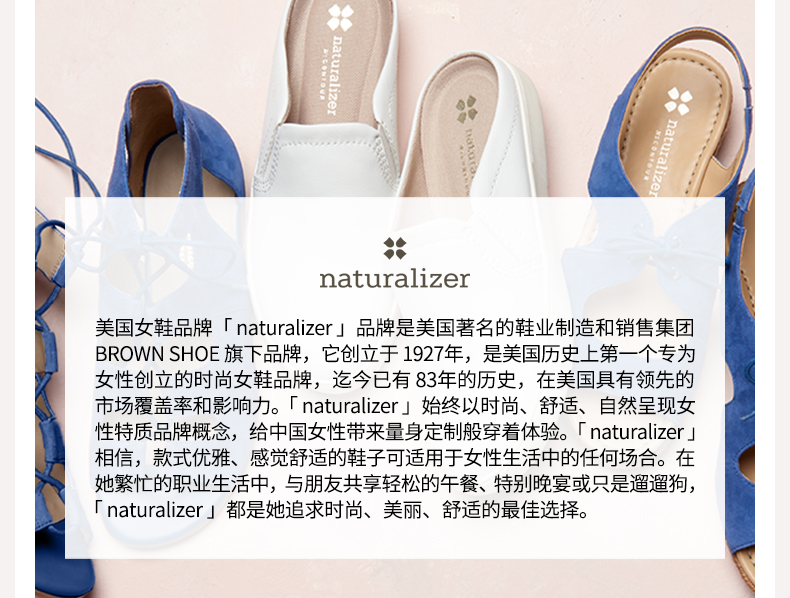 naturalizer
N5 CONTOUR
naturalizer
naturalizer
N5 CONTOUR
naturalizer
美国女鞋品牌「 naturalizer 」品牌是美国著名的鞋业制造和销售集团
BROWN SHOE 旗下品牌，它创立于 1927年，是美国历史上第一个专为
女性创立的时尚女鞋品牌，迄今已有 83年的历史，在美国具有领先的
市场覆盖率和影响力。「 naturalizer 」始终以时尚、舒适、自然呈现女
性特质品牌概念，给中国女性带来量身定制般穿着体验。「 naturalizer 」
相信，款式优雅、感觉舒适的鞋子可适用于女性生活中的任何场合。在
她繁忙的职业生活中，与朋友共享轻松的午餐、特别晚宴或只是遛遛狗，
「 naturalizer 」都是她追求时尚、美丽、舒适的最佳选择。